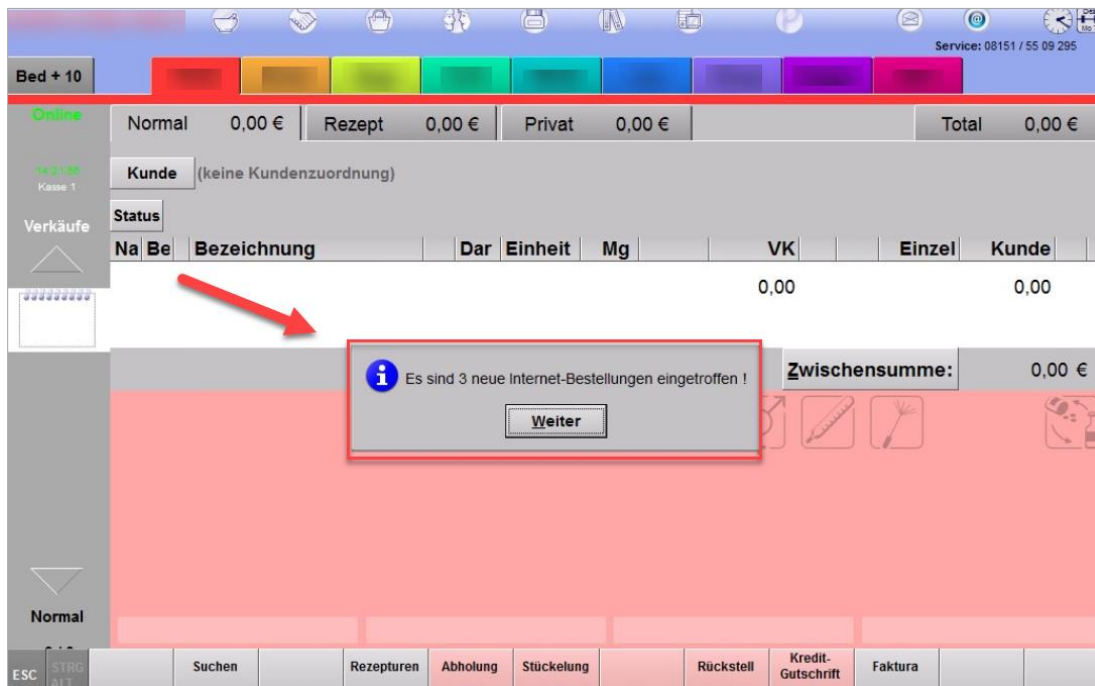 Service: 08151 / 55 09 295
Bed + 10
Online
Normal 0,00 € Rezept 0,00 € Privat 0,00 € Total 0,00 €
Kasse 1
Kunde (keine Kundenzuordnung)
Verkäufe
Status
Na Be Bezeichnung Dar Einheit Mg VK Einzel Kunde
0,00 0,00
Es sind 3 neue Internet-Bestellungen eingetroffen !
Weiter
Zwischensumme: 0,00 €
Normal
ESC STRG ALT Suchen Rezepturen Abholung Stückelung Rückstell Kredit- Gutschrift Faktura